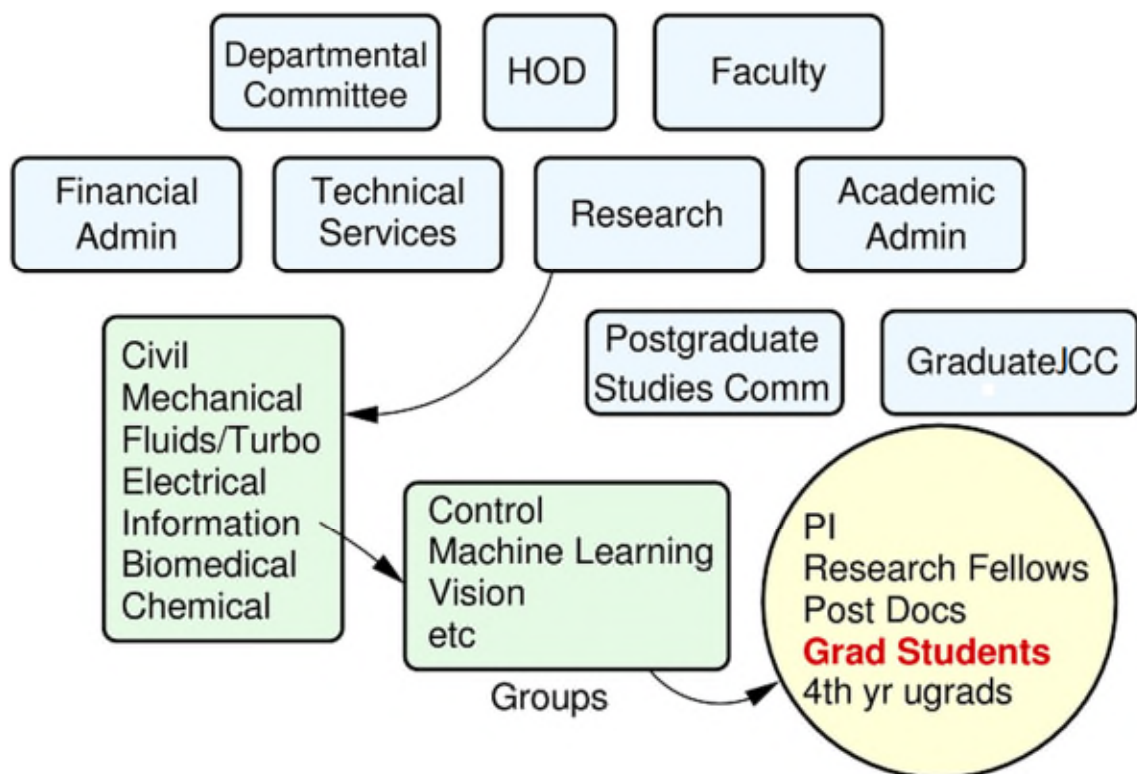 Departmental
Committee
HOD
Faculty
Financial
Admin
Technical
Services
Research
Academic
Admin
Postgraduate
Studies Comm
GraduateJCC
Civil
Mechanical
Fluids/Turbo
Electrical
Information
Biomedical
Chemical
Control
Machine Learning
Vision
etc
Groups
PI
Research Fellows
Post Docs
Grad Students
4th yr ugrads